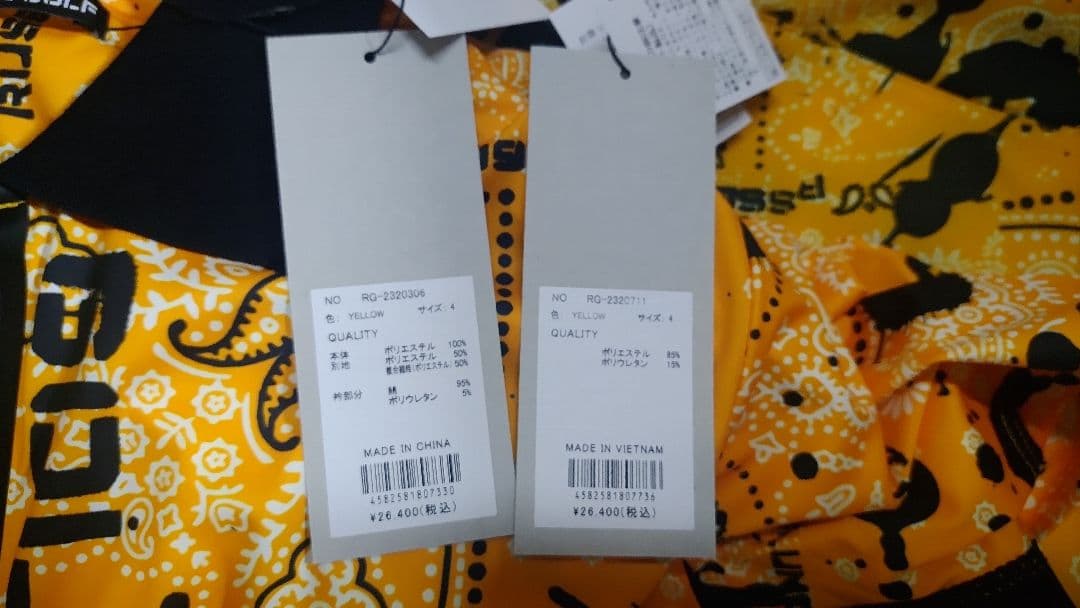 NO RG-2320306
色: YELLOW サイズ: 4
QUALITY
本体 ポリエステル 100%
別地 ポリエステル 50%
複合繊維(ポリエステル) 50%
衿部分 綿 95%
ポリウレタン 5%
MADE IN CHINA
4582581807330
¥26,400(税込)
NO RG-2320711
色: YELLOW サイズ: 4
QUALITY
ポリエステル 85%
ポリウレタン 15%
MADE IN VIETNAM
4582581807736
¥26,400(税込)